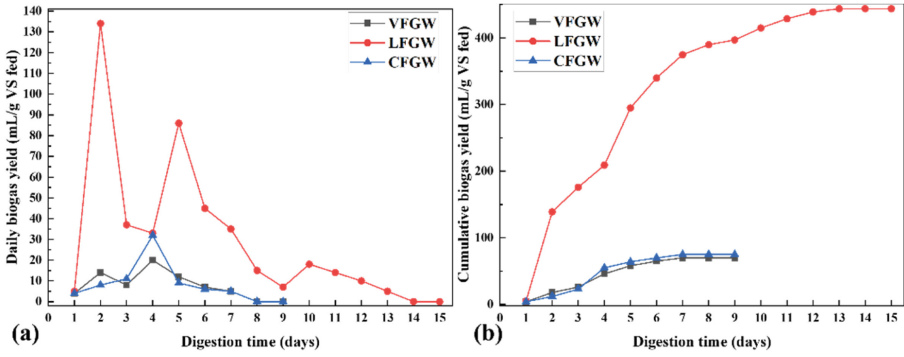 Daily biogas yield (mL/g VS fed)
140
130
120
110
100
90
80
70
60
50
40
30
20
10
0
VFGW
LFGW
CFGW
0 1 2 3 4 5 6 7 8 9 10 11 12 13 14 15
(a)
Digestion time (days)
Cumulative biogas yield (mL/g VS fed)
400
300
200
100
0
VFGW
LFGW
CFGW
0 1 2 3 4 5 6 7 8 9 10 11 12 13 14 15
(b)
Digestion time (days)